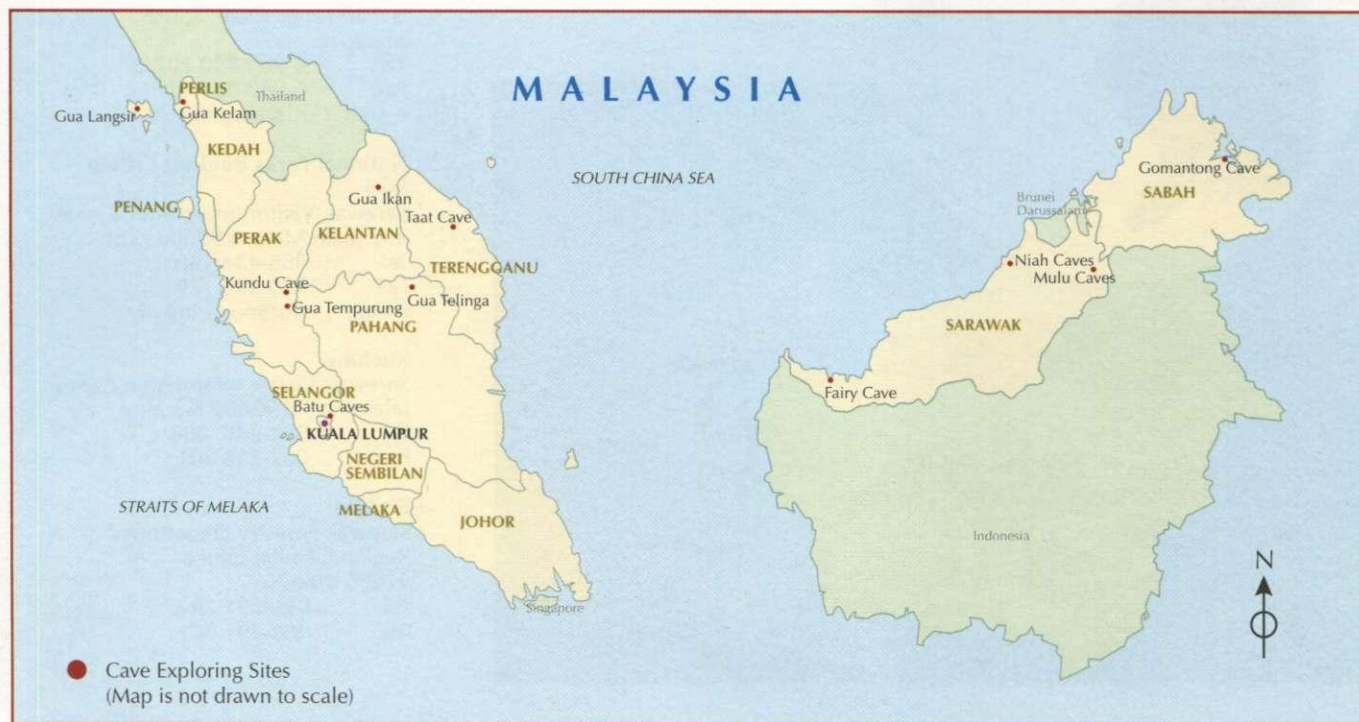 MALAYSIA
PERLIS
Thailand
Gua Langsir
Gua Kelam
KEDAH
SOUTH CHINA SEA
Gomantong Cave
SABAH
Gua Ikan
Brunei
Darussalam
PENANG
Taat Cave
PERAK
KELANTAN
TERENGGANU
Niah Caves
Mulu Caves
Kundu Cave
Gua Telinga
Gua Tempurung
PAHANG
SARAWAK
SELANGOR
Fairy Cave
Batu Caves
KUALA LUMPUR
NEGERI
SEMBILAN
STRAITS OF MELAKA
MELAKA
JOHOR
Indonesia
N
Singapore
Cave Exploring Sites
(Map is not drawn to scale)